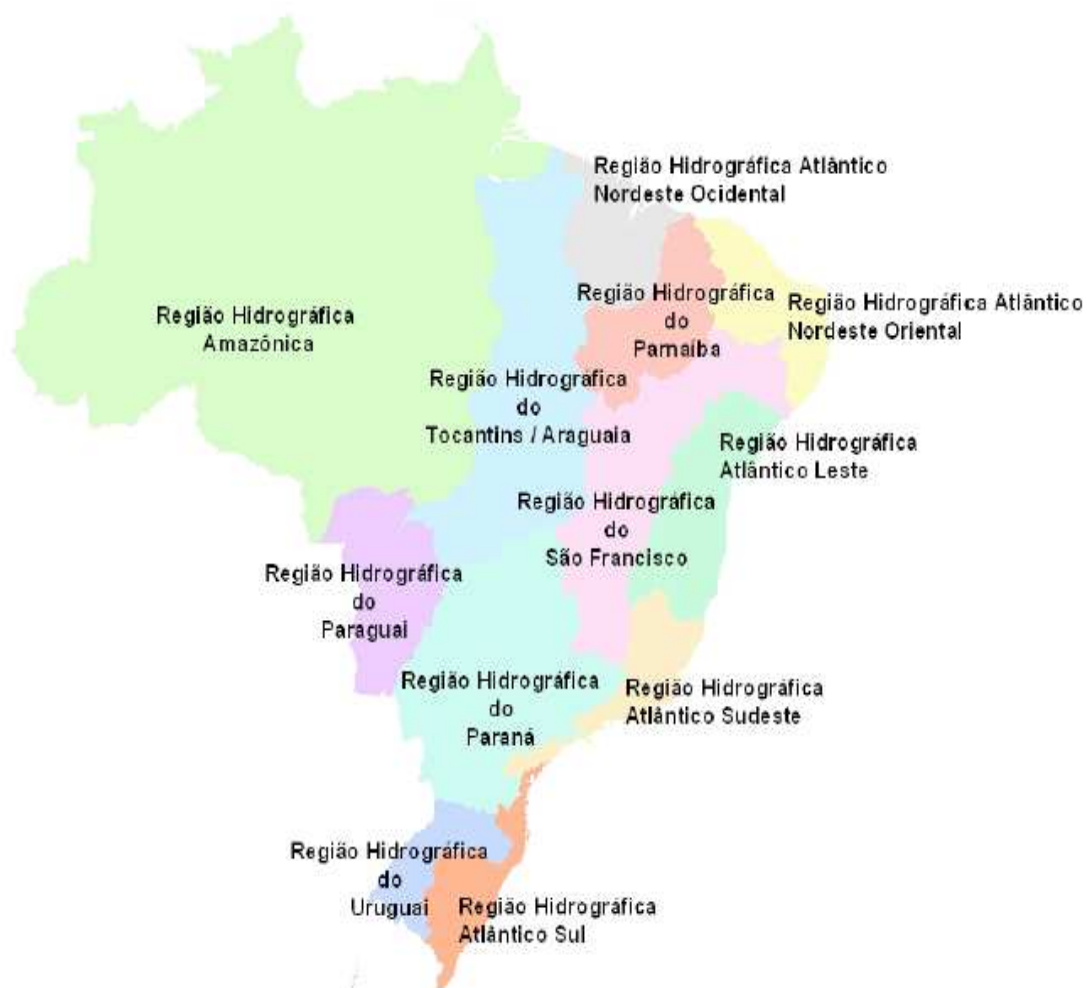 Região Hidrográfica Atlântico
Nordeste Ocidental
Região Hidrográfica
do
Parnaíba
Região Hidrográfica Atlântico
Nordeste Oriental
Região Hidrográfica
Amazônica
Região Hidrográfica
do
Tocantins / Araguaia
Região Hidrográfica
Atlântico Leste
Região Hidrográfica
do
São Francisco
Região Hidrográfica
do
Paraguai
Região Hidrográfica
do
Paraná
Região Hidrográfica
Atlântico Sudeste
Região Hidrográfica
do
Uruguai
Região Hidrográfica
Atlântico Sul